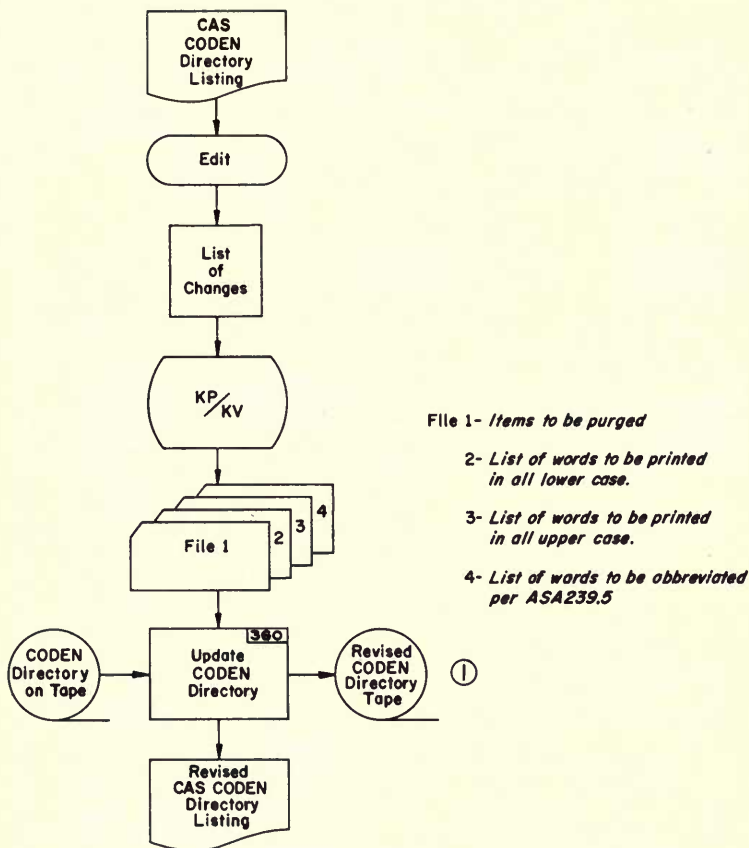 CAS
CODEN
Directory
Listing
Edit
List
of
Changes
KP/KV
File 1
2
3
4
File 1- Items to be purged
2- List of words to be printed
in all lower case.
3- List of words to be printed
in all upper case.
4- List of words to be abbreviated
per ASA239.5
CODEN
Directory
on Tape
360
Update
CODEN
Directory
Revised
CODEN
Directory
Tape
1
Revised
CAS CODEN
Directory
Listing